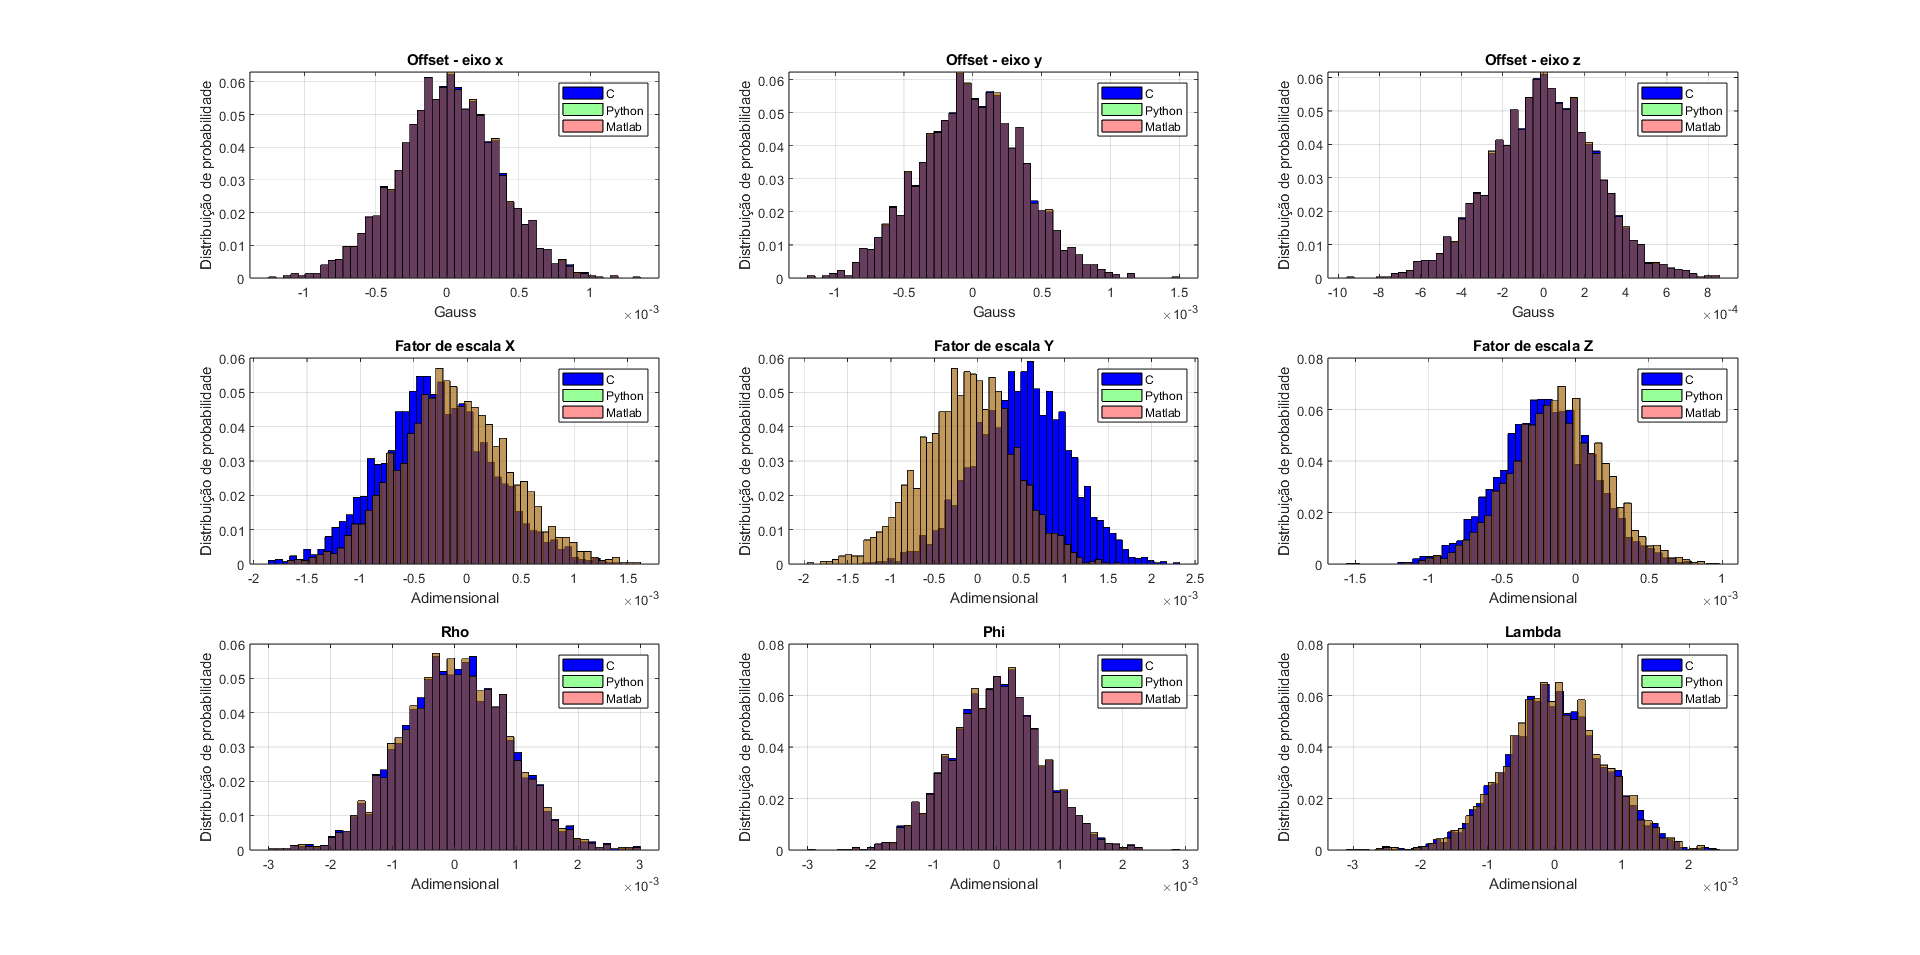 Offset - eixo x
Distribuição de probabilidade
0.06
0.05
0.04
0.03
0.02
0.01
0
C
Python
Matlab
-1 -0.5 0 0.5 1
Gauss
×10-3
Offset - eixo y
Distribuição de probabilidade
0.06
0.05
0.04
0.03
0.02
0.01
0
C
Python
Matlab
-1 -0.5 0 0.5 1 1.5
Gauss
×10-3
Offset - eixo z
Distribuição de probabilidade
0.06
0.05
0.04
0.03
0.02
0.01
0
C
Python
Matlab
-10 -8 -6 -4 -2 0 2 4 6 8
Gauss
×10-4
Fator de escala X
Distribuição de probabilidade
0.06
0.05
0.04
0.03
0.02
0.01
0
C
Python
Matlab
-2 -1.5 -1 -0.5 0 0.5 1 1.5
Adimensional
×10-3
Fator de escala Y
Distribuição de probabilidade
0.06
0.05
0.04
0.03
0.02
0.01
0
C
Python
Matlab
-2 -1.5 -1 -0.5 0 0.5 1 1.5 2 2.5
Adimensional
×10-3
Fator de escala Z
Distribuição de probabilidade
0.08
0.06
0.04
0.02
0
C
Python
Matlab
-1.5 -1 -0.5 0 0.5 1
Adimensional
×10-3
Rho
Distribuição de probabilidade
0.06
0.05
0.04
0.03
0.02
0.01
0
C
Python
Matlab
-3 -2 -1 0 1 2 3
Adimensional
×10-3
Phi
Distribuição de probabilidade
0.08
0.06
0.04
0.02
0
C
Python
Matlab
-3 -2 -1 0 1 2 3
Adimensional
×10-3
Lambda
Distribuição de probabilidade
0.08
0.06
0.04
0.02
0
C
Python
Matlab
-3 -2 -1 0 1 2
Adimensional
×10-3